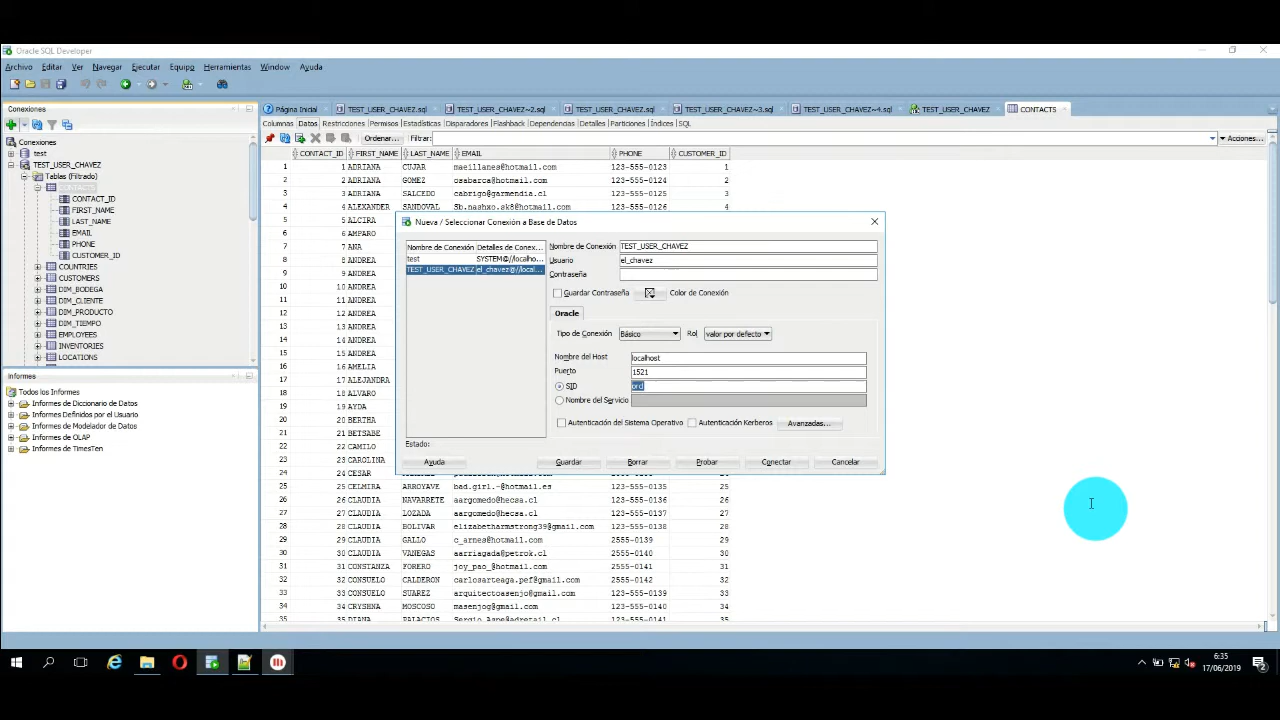 Oracle SQL Developer
Archivo Editar Ver Navegar Ejecutar Equipo Herramientas Window Ayuda
Conexiones
Página Inicial TEST_USER_CHAVEZ.sql TEST_USER_CHAVEZ~2.sql TEST_USER_CHAVEZ.sql TEST_USER_CHAVEZ~3.sql TEST_USER_CHAVEZ~4.sql TEST_USER_CHAVEZ CONTACTS
Columnas Datos Restricciones Permisos Estadísticas Disparadores Flashback Dependencias Detalles Particiones Índices SQL
Ordenar... Filtrar: Acciones...
Conexiones
test
TEST_USER_CHAVEZ
Tablas (Filtrado)
CONTACTS
CONTACT_ID
FIRST_NAME
LAST_NAME
EMAIL
PHONE
CUSTOMER_ID
COUNTRIES
CUSTOMERS
DIM_BODEGA
DIM_CLIENTE
DIM_PRODUCTO
DIM_TIEMPO
EMPLOYEES
INVENTORIES
LOCATIONS
Informes
Todos los Informes
Informes de Diccionario de Datos
Informes Definidos por el Usuario
Informes de Modelador de Datos
Informes de OLAP
Informes de TimesTen
CONTACT_ID FIRST_NAME LAST_NAME EMAIL PHONE CUSTOMER_ID
1 1 ADRIANA CUJAR maeillanes@hotmail.com 123-555-0123 1
2 2 ADRIANA GOMEZ osabarca@hotmail.com 123-555-0124 2
3 3 ADRIANA SALCEDO cabrigo@garmendia.cl 123-555-0125 3
4 4 ALEXANDER SANDOVAL Sb.nashxo.sk8@hotmail.com 123-555-0126 4
5 5 ALCIRA
6 6 AMPARO
7 7 ANA
8 8 ANDREA
9 9 ANDREA
10 10 ANDREA
11 11 ANDREA
12 12 ANDREA
13 13 ANDREA
14 14 ANDREA
15 15 ANDREA
16 16 AMELIA
17 17 ALEJANDRA
18 18 ALVARO
19 19 AYDA
20 20 BERTHA
21 21 BETSABE
22 22 CAMILO
23 23 CAROLINA
24 24 CESAR 24
25 25 CELMIRA ARROYAVE bad.girl.-@hotmail.es 123-555-0135 25
26 26 CLAUDIA NAVARRETE aargomedo@hecsa.cl 123-555-0136 26
27 27 CLAUDIA LOZADA aargomedo@hecsa.cl 123-555-0137 27
28 28 CLAUDIA BOLIVAR elizabetharmstrong39@gmail.com 123-555-0138 28
29 29 CLAUDIA GALLO c_arnes@hotmail.com 2555-0139 29
30 30 CLAUDIA VANEGAS aarriagada@petrok.cl 2555-0140 30
31 31 CONSTANZA FORERO joy_pao_@hotmail.com 2555-0141 31
32 32 CONSUELO CALDERON carlosarteaga.pef@gmail.com 2555-0142 32
33 33 CONSUELO SUAREZ arquitectoasenjo@gmail.com 123-555-0139 33
34 34 CRYSHNA MOSCOSO masenjog@gmail.com 123-555-0140 34
35 35 DIANA PALACIOS 123-555-0141 35
Nueva / Seleccionar Conexión a Base de Datos
Nombre de Conexión Detalles de Conex...
test SYSTEM@//localho...
TEST_USER_CHAVEZ el_chavez@//local...
Nombre de Conexión TEST_USER_CHAVEZ
Usuario el_chavez
Contraseña
Guardar Contraseña Color de Conexión
Oracle
Tipo de Conexión Básico Rol valor por defecto
Nombre del Host localhost
Puerto 1521
SID
Nombre del Servicio
Autenticación del Sistema Operativo Autenticación Kerberos Avanzadas...
Estado:
Ayuda Guardar Borrar Probar Conectar Cancelar
6:35
17/06/2019
2